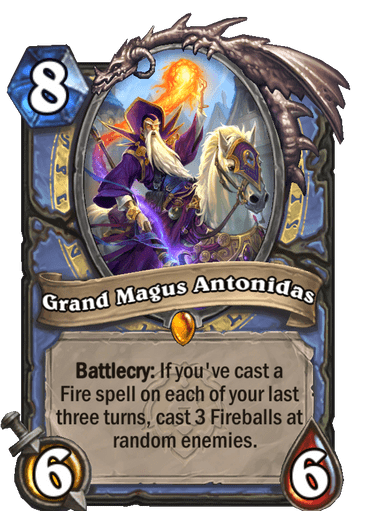 8
Grand Magus Antonidas
Battlecry: If you've cast a
Fire spell on each of your last
three turns, cast 3 Fireballs at
random enemies.
6
6